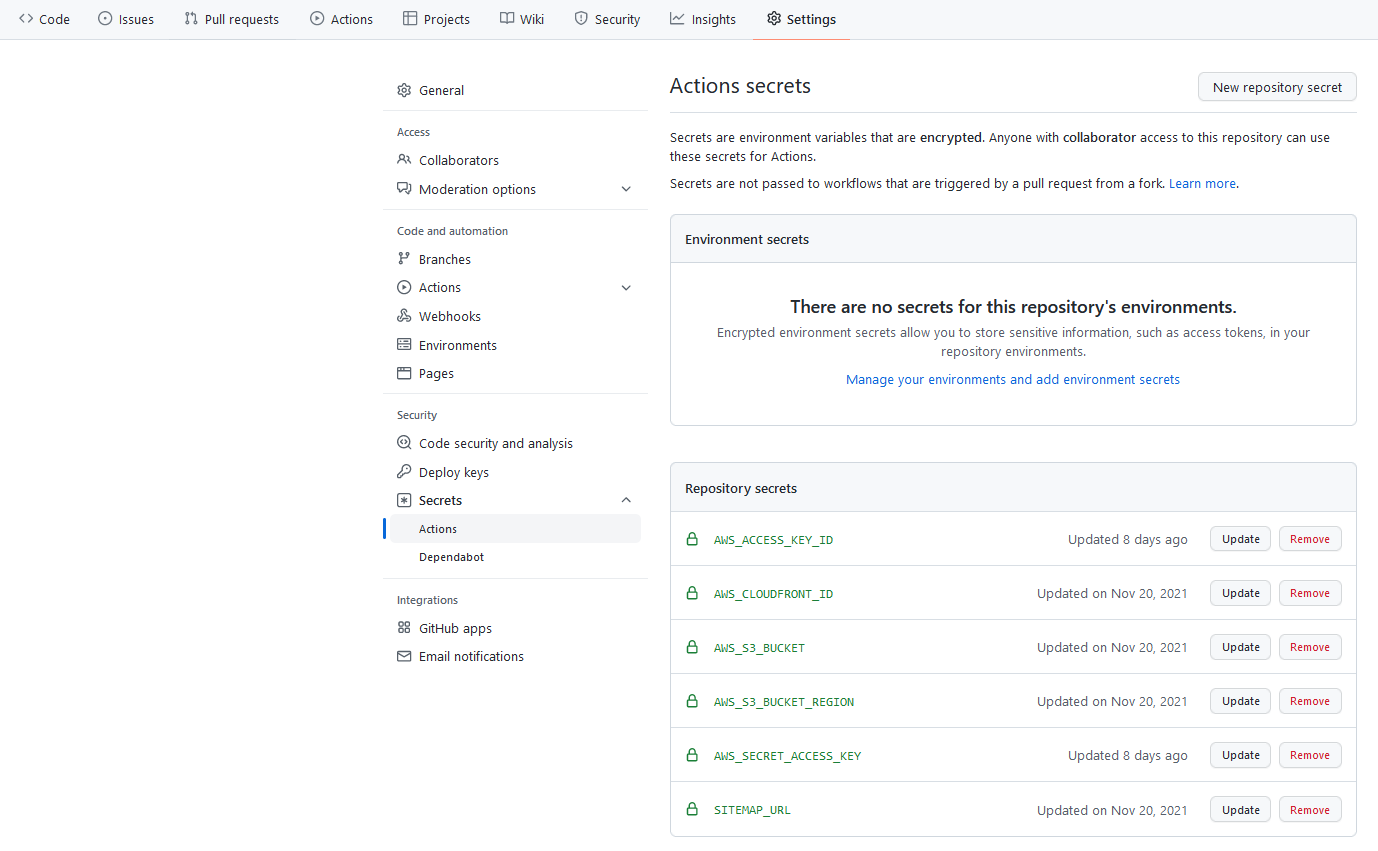 Code Issues Pull requests Actions Projects Wiki Security Insights Settings
General
Access
Collaborators
Moderation options
Code and automation
Branches
Actions
Webhooks
Environments
Pages
Security
Code security and analysis
Deploy keys
Secrets
Actions
Dependabot
Integrations
GitHub apps
Email notifications
Actions secrets
New repository secret
Secrets are environment variables that are encrypted. Anyone with collaborator access to this repository can use
these secrets for Actions.
Secrets are not passed to workflows that are triggered by a pull request from a fork. Learn more.
Environment secrets
There are no secrets for this repository's environments.
Encrypted environment secrets allow you to store sensitive information, such as access tokens, in your
repository environments.
Manage your environments and add environment secrets
Repository secrets
AWS_ACCESS_KEY_ID Updated 8 days ago Update Remove
AWS_CLOUDFRONT_ID Updated on Nov 20, 2021 Update Remove
AWS_S3_BUCKET Updated on Nov 20, 2021 Update Remove
AWS_S3_BUCKET_REGION Updated on Nov 20, 2021 Update Remove
AWS_SECRET_ACCESS_KEY Updated 8 days ago Update Remove
SITEMAP_URL Updated on Nov 20, 2021 Update Remove